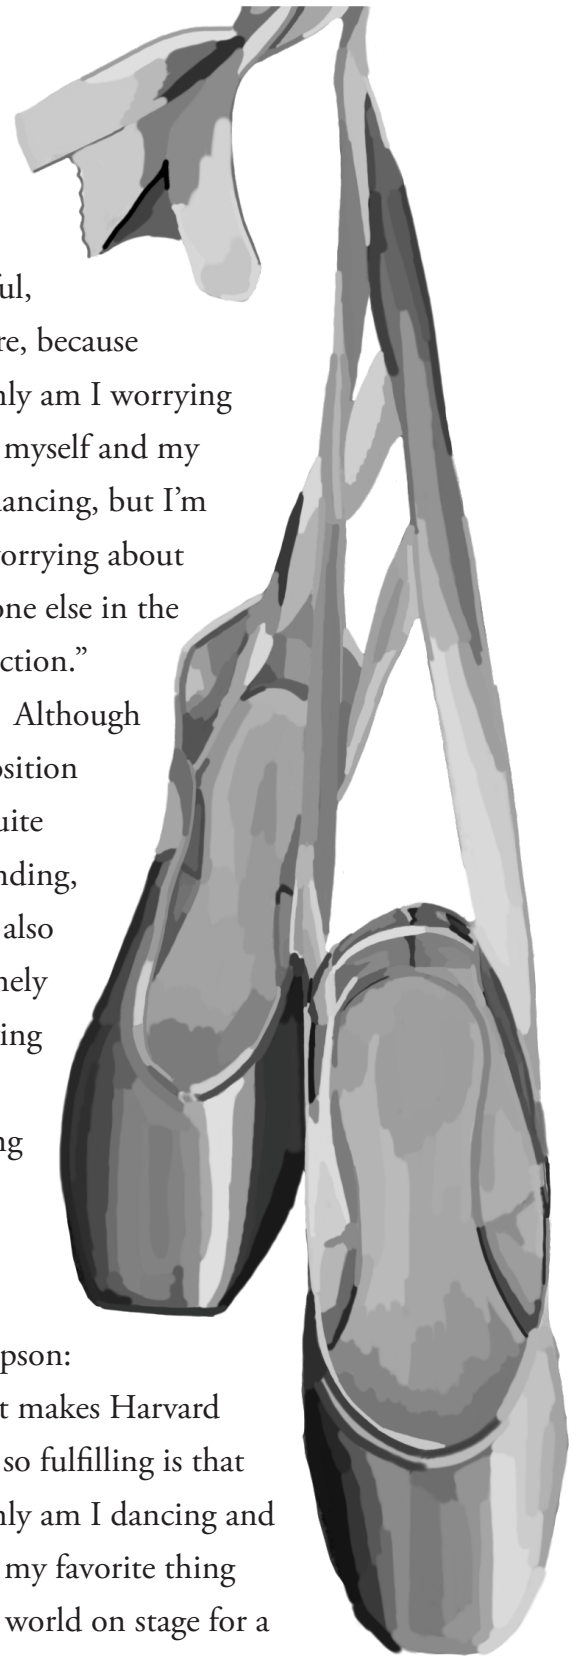 ful,
re, because
nly am I worrying
myself and my
ancing, but I’m
orrying about
one else in the
ction.”
Although
osition
uite
nding,
also
nely
ing
ng
pson:
t makes Harvard
so fulfilling is that
nly am I dancing and
my favorite thing
world on stage for a